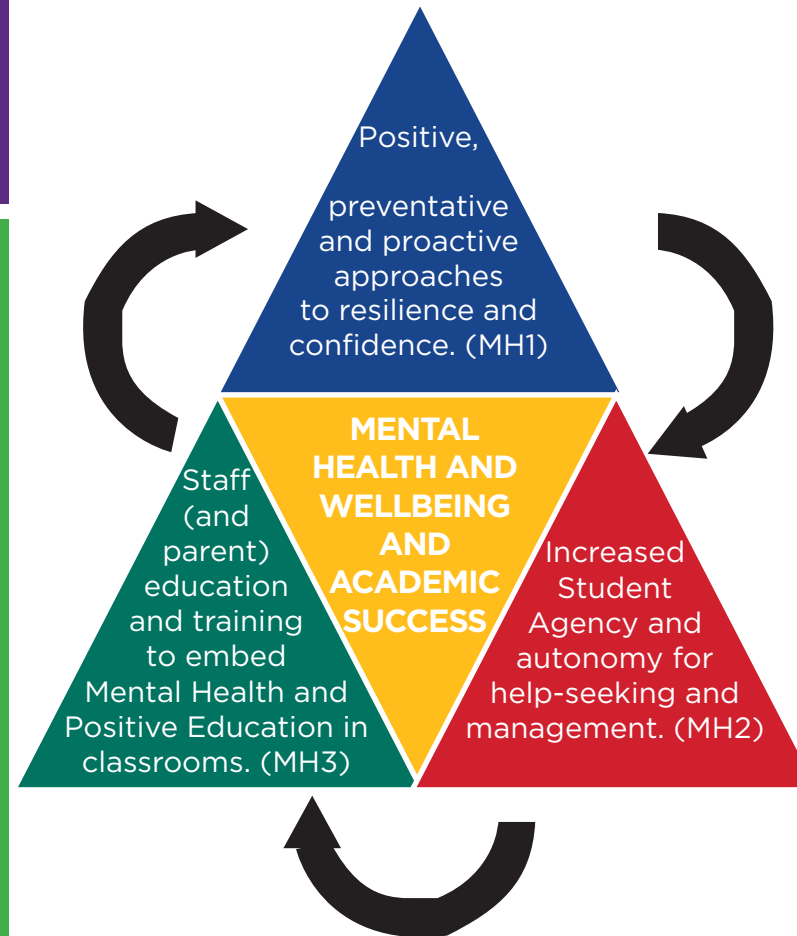 Positive,
preventative
and proactive
approaches
to resilience and
confidence. (MH1)
MENTAL
HEALTH AND
WELLBEING
AND
ACADEMIC
SUCCESS
Staff
(and
parent)
education
and training
to embed
Mental Health and
Positive Education in
classrooms. (MH3)
Increased
Student
Agency and
autonomy for
help-seeking and
management. (MH2)